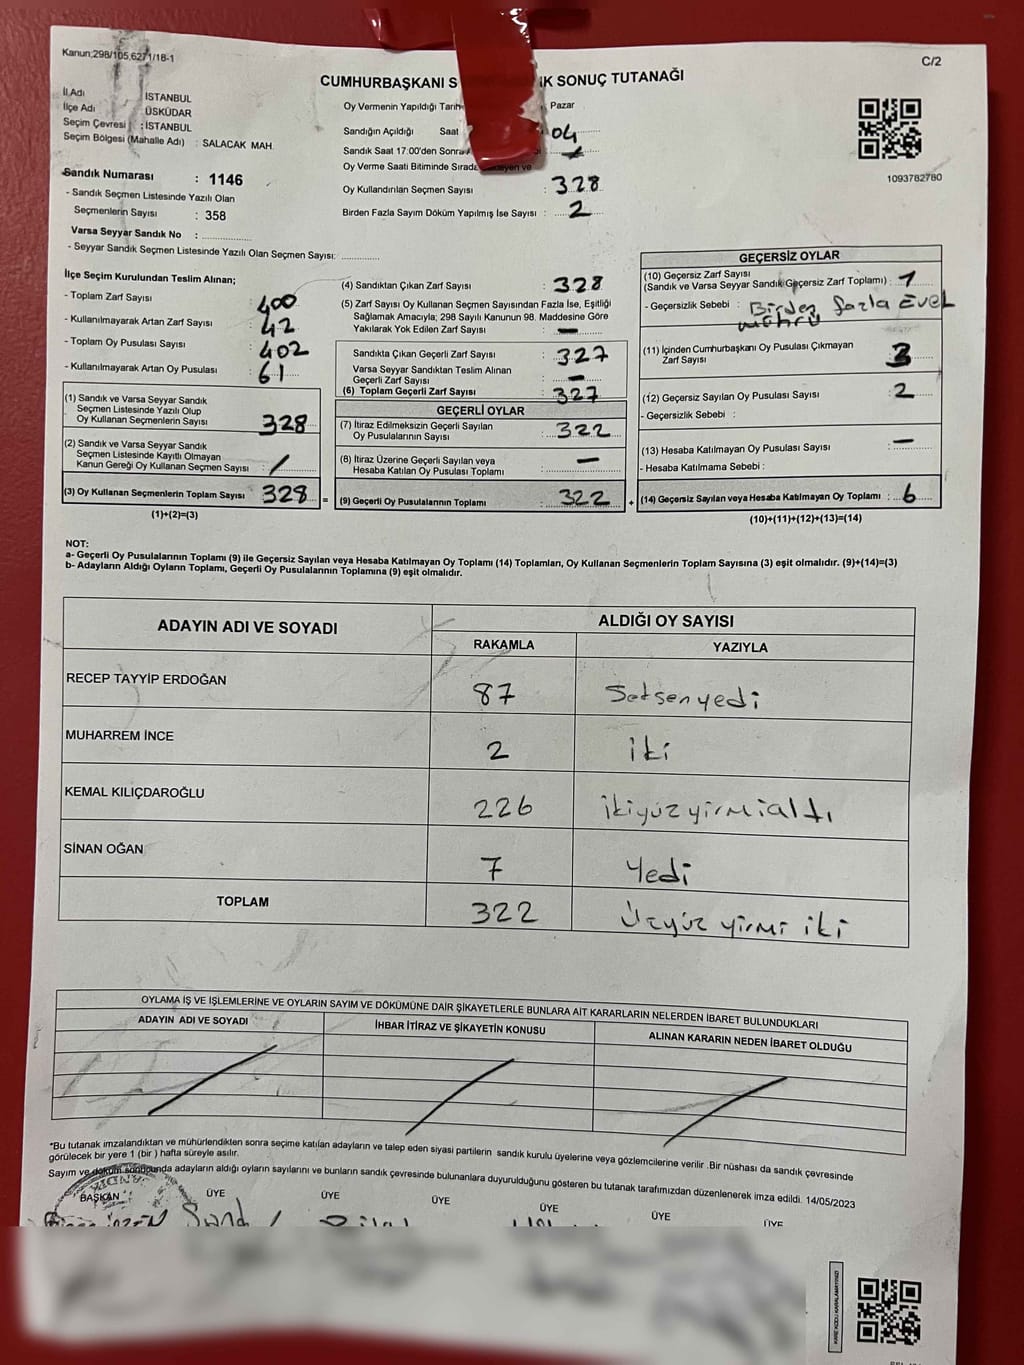 Kanun;298/105,6271/18-1
C/2
CUMHURBAŞKANI S
IK SONUÇ TUTANAĞI
İl Adı İSTANBUL
İlçe Adı ÜSKÜDAR
Seçim Çevresi : İSTANBUL
Seçim Bölgesi (Mahalle Adı) : SALACAK MAH.
Sandık Numarası : 1146
- Sandık Seçmen Listesinde Yazılı Olan
Seçmenlerin Sayısı : 358
Varsa Seyyar Sandık No :
- Seyyar Sandık Seçmen Listesinde Yazılı Olan Seçmen Sayısı:
Oy Vermenin Yapıldığı Tarih Pazar
Sandığın Açıldığı Saat 04
Sandık Saat 17:00'den Sonra
Oy Verme Saati Bitiminde Sırada Bekleyen ve
Oy Kullandırılan Seçmen Sayısı : 328
Birden Fazla Sayım Döküm Yapılmış İse Sayısı : 2
1093782780
İlçe Seçim Kurulundan Teslim Alınan;
- Toplam Zarf Sayısı : 400
- Kullanılmayarak Artan Zarf Sayısı : 42
- Toplam Oy Pusulası Sayısı : 402
- Kullanılmayarak Artan Oy Pusulası : 61
(1) Sandık ve Varsa Seyyar Sandık
Seçmen Listesinde Yazılı Olup
Oy Kullanan Seçmenlerin Sayısı : 328
(2) Sandık ve Varsa Seyyar Sandık
Seçmen Listesinde Kayıtlı Olmayan
Kanun Gereği Oy Kullanan Seçmen Sayısı : /
(3) Oy Kullanan Seçmenlerin Toplam Sayısı : 328 =
(1)+(2)=(3)
(4) Sandıktan Çıkan Zarf Sayısı : 328
(5) Zarf Sayısı Oy Kullanan Seçmen Sayısından Fazla İse, Eşitliği
Sağlamak Amacıyla; 298 Sayılı Kanunun 98. Maddesine Göre
Yakılarak Yok Edilen Zarf Sayısı : —
Sandıkta Çıkan Geçerli Zarf Sayısı : 327
Varsa Seyyar Sandıktan Teslim Alınan
Geçerli Zarf Sayısı : —
(6) Toplam Geçerli Zarf Sayısı : 327
GEÇERLİ OYLAR
(7) İtiraz Edilmeksizin Geçerli Sayılan
Oy Pusulalarının Sayısı : 322
(8) İtiraz Üzerine Geçerli Sayılan veya
Hesaba Katılan Oy Pusulası Toplamı : —
(9) Geçerli Oy Pusulalarının Toplamı : 322 +
GEÇERSİZ OYLAR
(10) Geçersiz Zarf Sayısı
(Sandık ve Varsa Seyyar Sandık Geçersiz Zarf Toplamı) : 1
- Geçersizlik Sebebi : Birden fazla Evet
mührü
(11) İçinden Cumhurbaşkanı Oy Pusulası Çıkmayan
Zarf Sayısı : 3
(12) Geçersiz Sayılan Oy Pusulası Sayısı : 2
- Geçersizlik Sebebi :
(13) Hesaba Katılmayan Oy Pusulası Sayısı : —
- Hesaba Katılmama Sebebi :
(14) Geçersiz Sayılan veya Hesaba Katılmayan Oy Toplamı : 6
(10)+(11)+(12)+(13)=(14)
NOT:
a- Geçerli Oy Pusulalarının Toplamı (9) ile Geçersiz Sayılan veya Hesaba Katılmayan Oy Toplamı (14) Toplamları, Oy Kullanan Seçmenlerin Toplam Sayısına (3) eşit olmalıdır. (9)+(14)=(3)
b- Adayların Aldığı Oyların Toplamı, Geçerli Oy Pusulalarının Toplamına (9) eşit olmalıdır.
ADAYIN ADI VE SOYADI ALDIĞI OY SAYISI
RAKAMLA YAZIYLA
RECEP TAYYİP ERDOĞAN 87 Seksenyedi
MUHARREM İNCE 2 iki
KEMAL KILIÇDAROĞLU 226 ikiyüzyirmialtı
SİNAN OĞAN 7 Yedi
TOPLAM 322 Üçyüz yirmi iki
OYLAMA İŞ VE İŞLEMLERİNE VE OYLARIN SAYIM VE DÖKÜMÜNE DAİR ŞİKAYETLERLE BUNLARA AİT KARARLARIN NELERDEN İBARET BULUNDUKLARI
ADAYIN ADI VE SOYADI İHBAR İTİRAZ VE ŞİKAYETİN KONUSU ALINAN KARARIN NEDEN İBARET OLDUĞU
*Bu tutanak imzalandıktan ve mühürlendikten sonra seçime katılan adayların ve talep eden siyasi partilerin sandık kurulu üyelerine veya gözlemcilerine verilir .Bir nüshası da sandık çevresinde
görülecek bir yere 1 (bir ) hafta süreyle asılır.
Sayım ve döküm sonucunda adayların aldığı oyların sayılarını ve bunların sandık çevresinde bulunanlara duyurulduğunu gösteren bu tutanak tarafımızdan düzenlenerek imza edildi. 14/05/2023
BAŞKAN ÜYE ÜYE ÜYE ÜYE ÜYE ÜYE